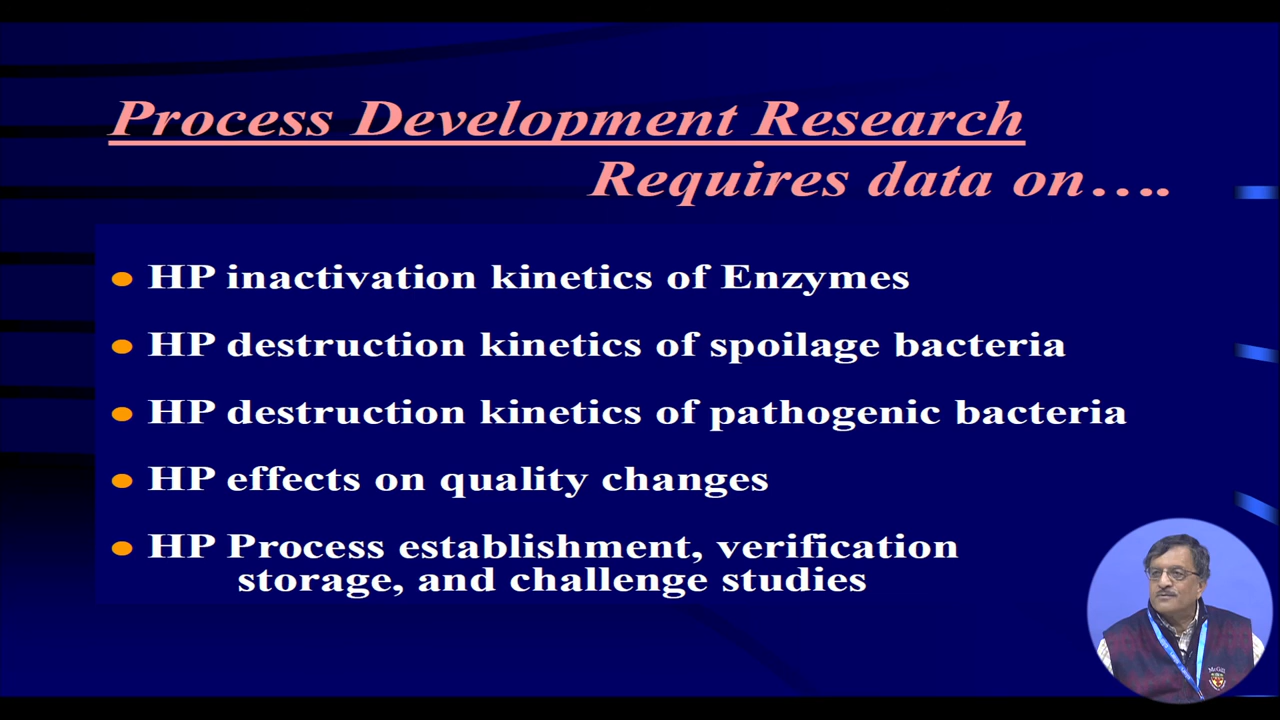 Process Development Research
Requires data on….
HP inactivation kinetics of Enzymes
HP destruction kinetics of spoilage bacteria
HP destruction kinetics of pathogenic bacteria
HP effects on quality changes
HP Process establishment, verification
storage, and challenge studies
McGill